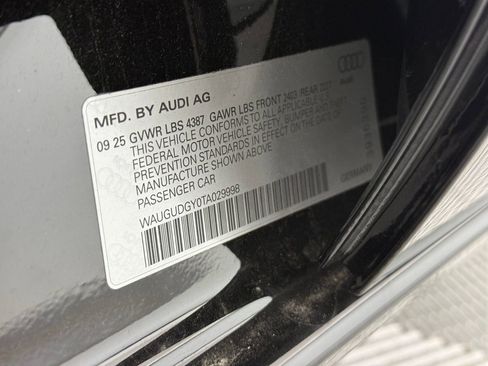 MFD. BY AUDI AG
09 25 GVWR LBS 4387 GAWR LBS FRONT 2403 REAR
THIS VEHICLE CONFORMS TO ALL APPLICABLE U.S.
FEDERAL MOTOR VEHICLE SAFETY, BUMPER AND THEFT
PREVENTION STANDARDS IN EFFECT ON THE DATE OF
MANUFACTURE SHOWN ABOVE
PASSENGER CAR
WAUGUDGY0TA029998
GERMANY
Audi